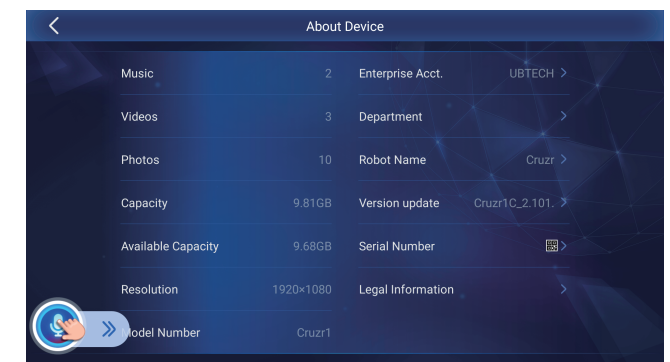 About Device
Music 2
Videos 3
Photos 10
Capacity 9.81GB
Available Capacity 9.68GB
Resolution 1920×1080
Model Number Cruzr1
Enterprise Acct. UBTECH >
Department >
Robot Name Cruzr >
Version update Cruzr1C_2.101. >
Serial Number >
Legal Information >